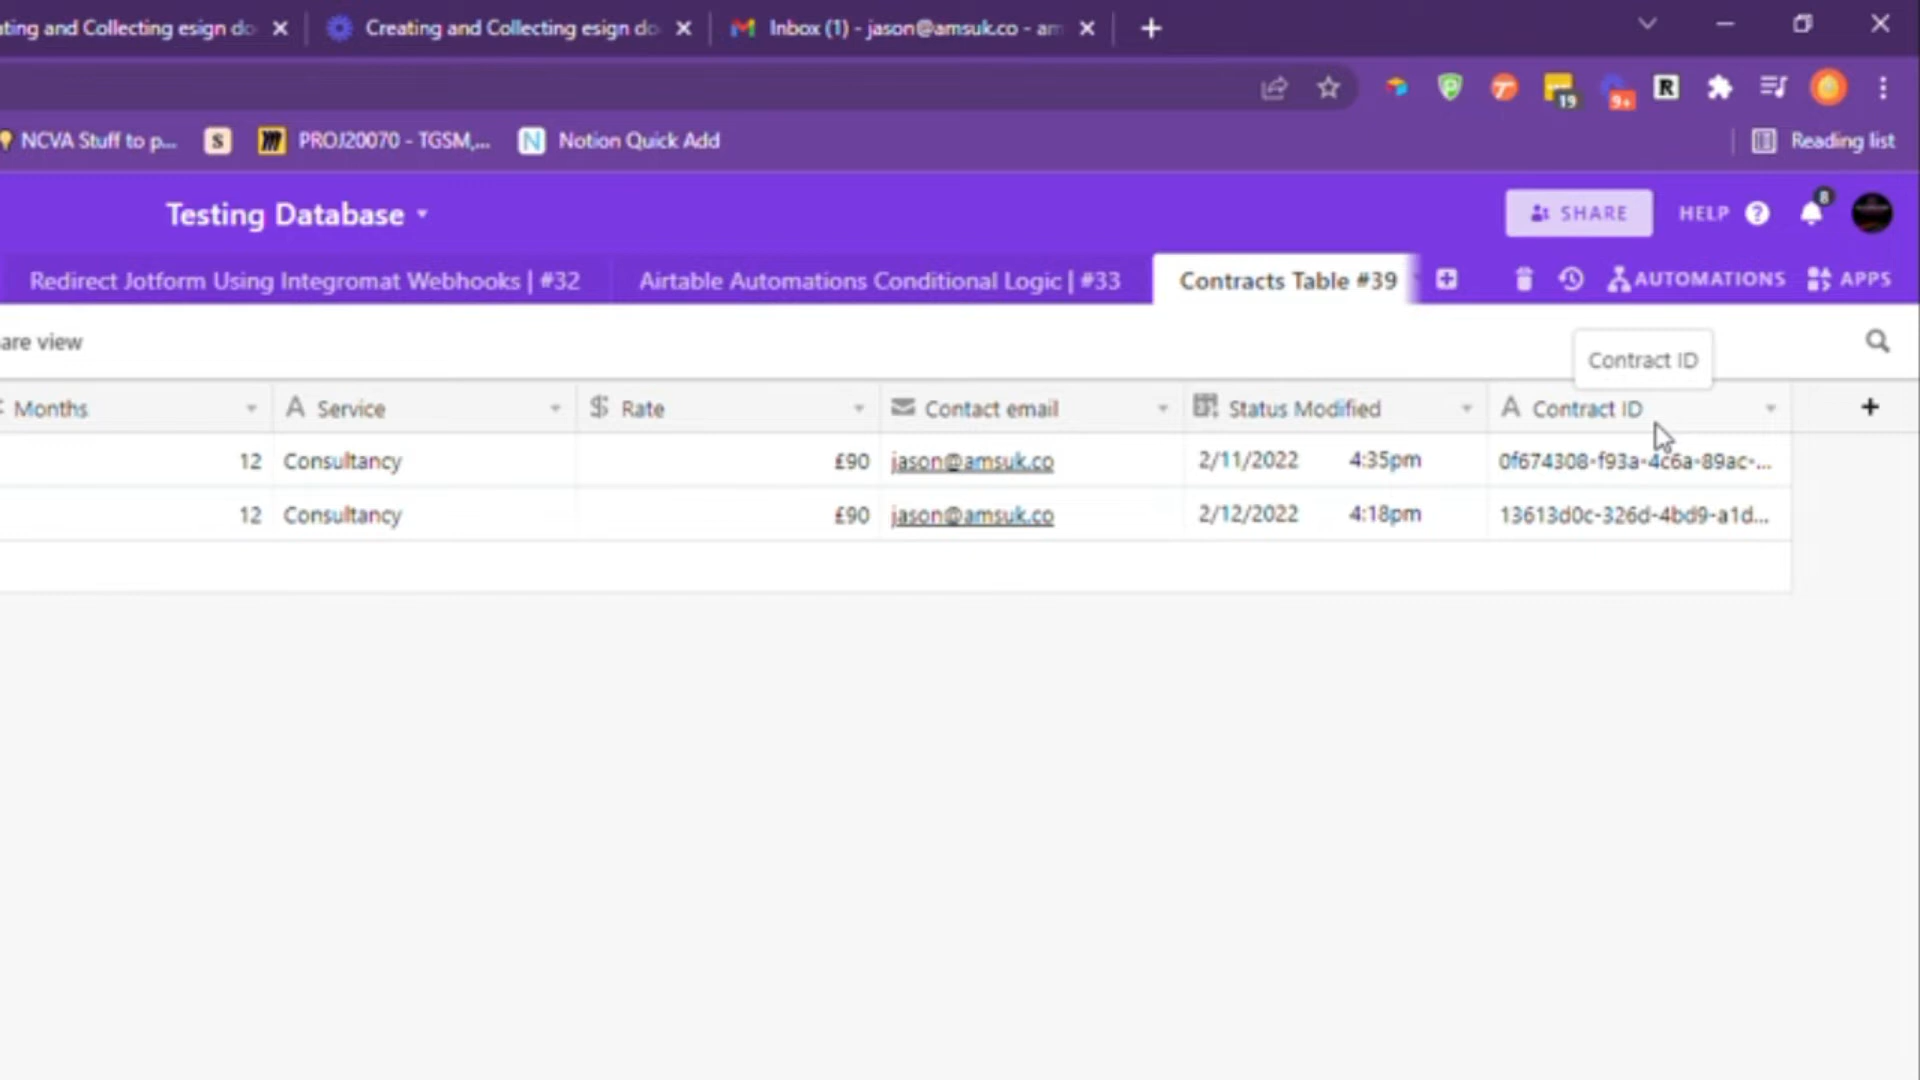 ting and Collecting esign do
Creating and Collecting esign do
Inbox (1) - jason@amsuk.co - am
19
9+
R
NCVA Stuff to p...
S
PROJ20070 - TGSM,...
N
Notion Quick Add
Reading list
Testing Database
SHARE
HELP
?
8
Redirect Jotform Using Integromat Webhooks | #32
Airtable Automations Conditional Logic | #33
Contracts Table #39
AUTOMATIONS
APPS
are view
Contract ID
Months
A Service
$ Rate
Contact email
Status Modified
A Contract ID
12 Consultancy £90 jason@amsuk.co 2/11/2022 4:35pm 0f674308-f93a-4c6a-89ac-...
12 Consultancy £90 jason@amsuk.co 2/12/2022 4:18pm 13613d0c-326d-4bd9-a1d...